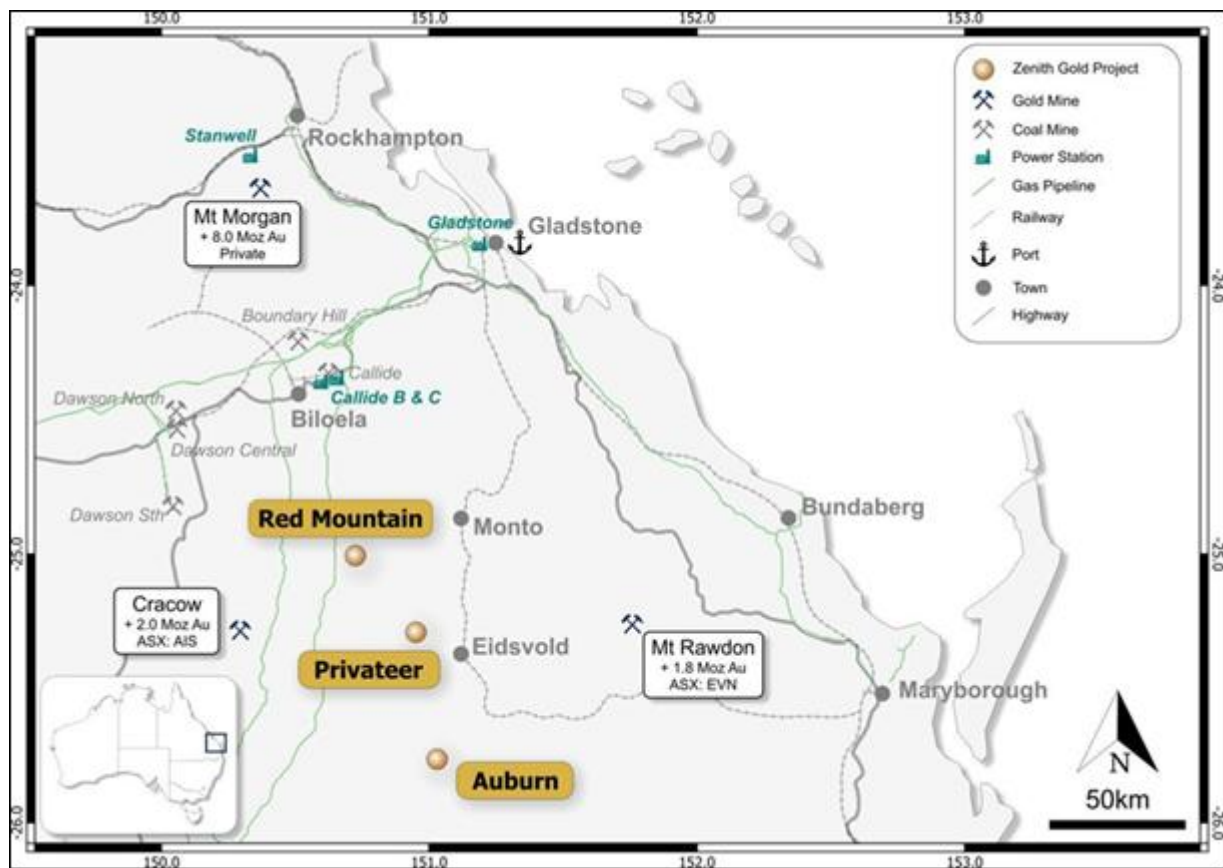 150.0
151.0
152.0
153.0
Zenith Gold Project
Gold Mine
Coal Mine
Power Station
Gas Pipeline
Railway
Port
Town
Highway
Rockhampton
Stanwell
Mt Morgan
+ 8.0 Moz Au
Private
Gladstone
Gladstone
-24.0
-24.0
Boundary Hill
Callide
Callide B & C
Dawson North
Biloela
Dawson Central
Dawson Sth
Red Mountain
Monto
Bundaberg
-25.0
-25.0
Cracow
+ 2.0 Moz Au
ASX: AIS
Privateer
Eidsvold
Mt Rawdon
+ 1.8 Moz Au
ASX: EVN
Maryborough
Auburn
N
50km
-26.0
-26.0
150.0
151.0
152.0
153.0